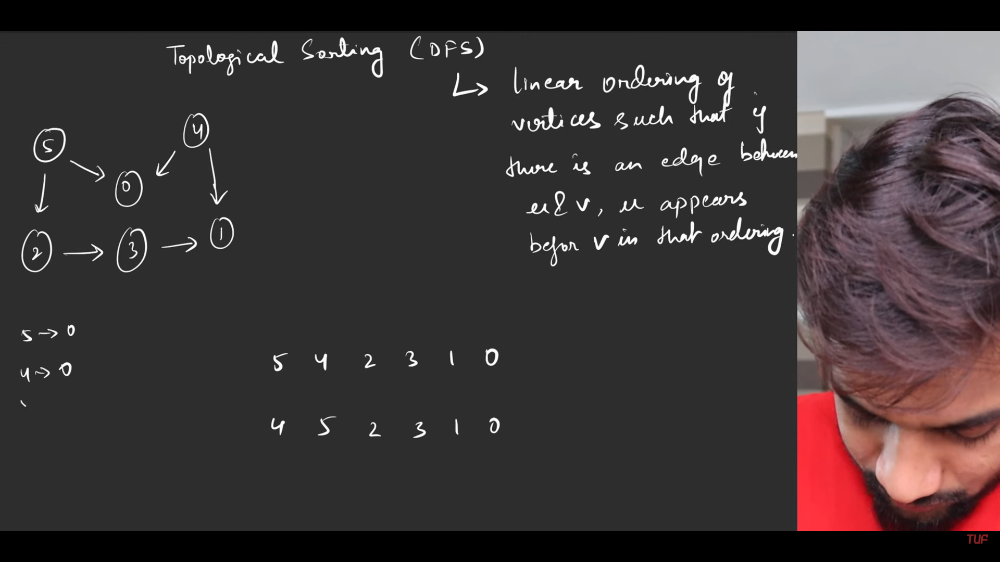 Topological Sorting (DFS)
↳ linear ordering of
vertices such that if
there is an edge between
u & v, u appears
befor v in that ordering.
5 4
0
2 → 3 → 1
5 → 0
4 → 0
5 4 2 3 1 0
4 5 2 3 1 0
TUF